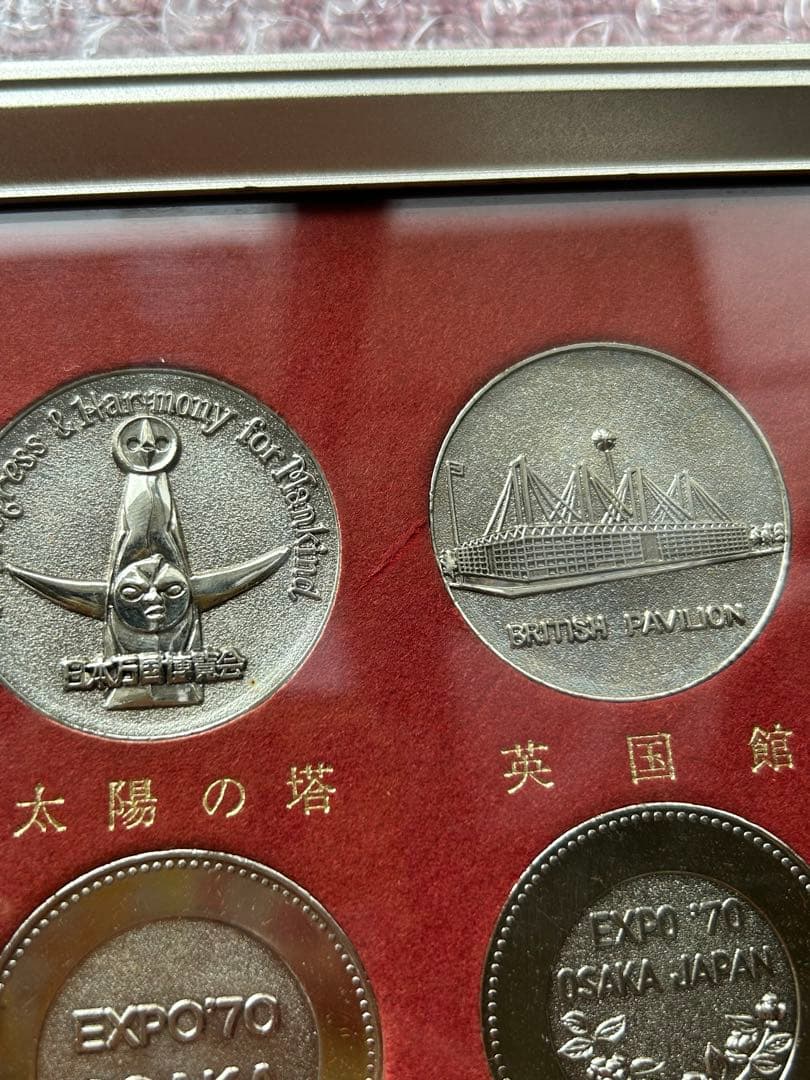 & Harmony for Mankind
日本万国博覧会
太陽の塔
BRITISH PAVILION
英国館
EXPO'70
EXPO '70
OSAKA JAPAN